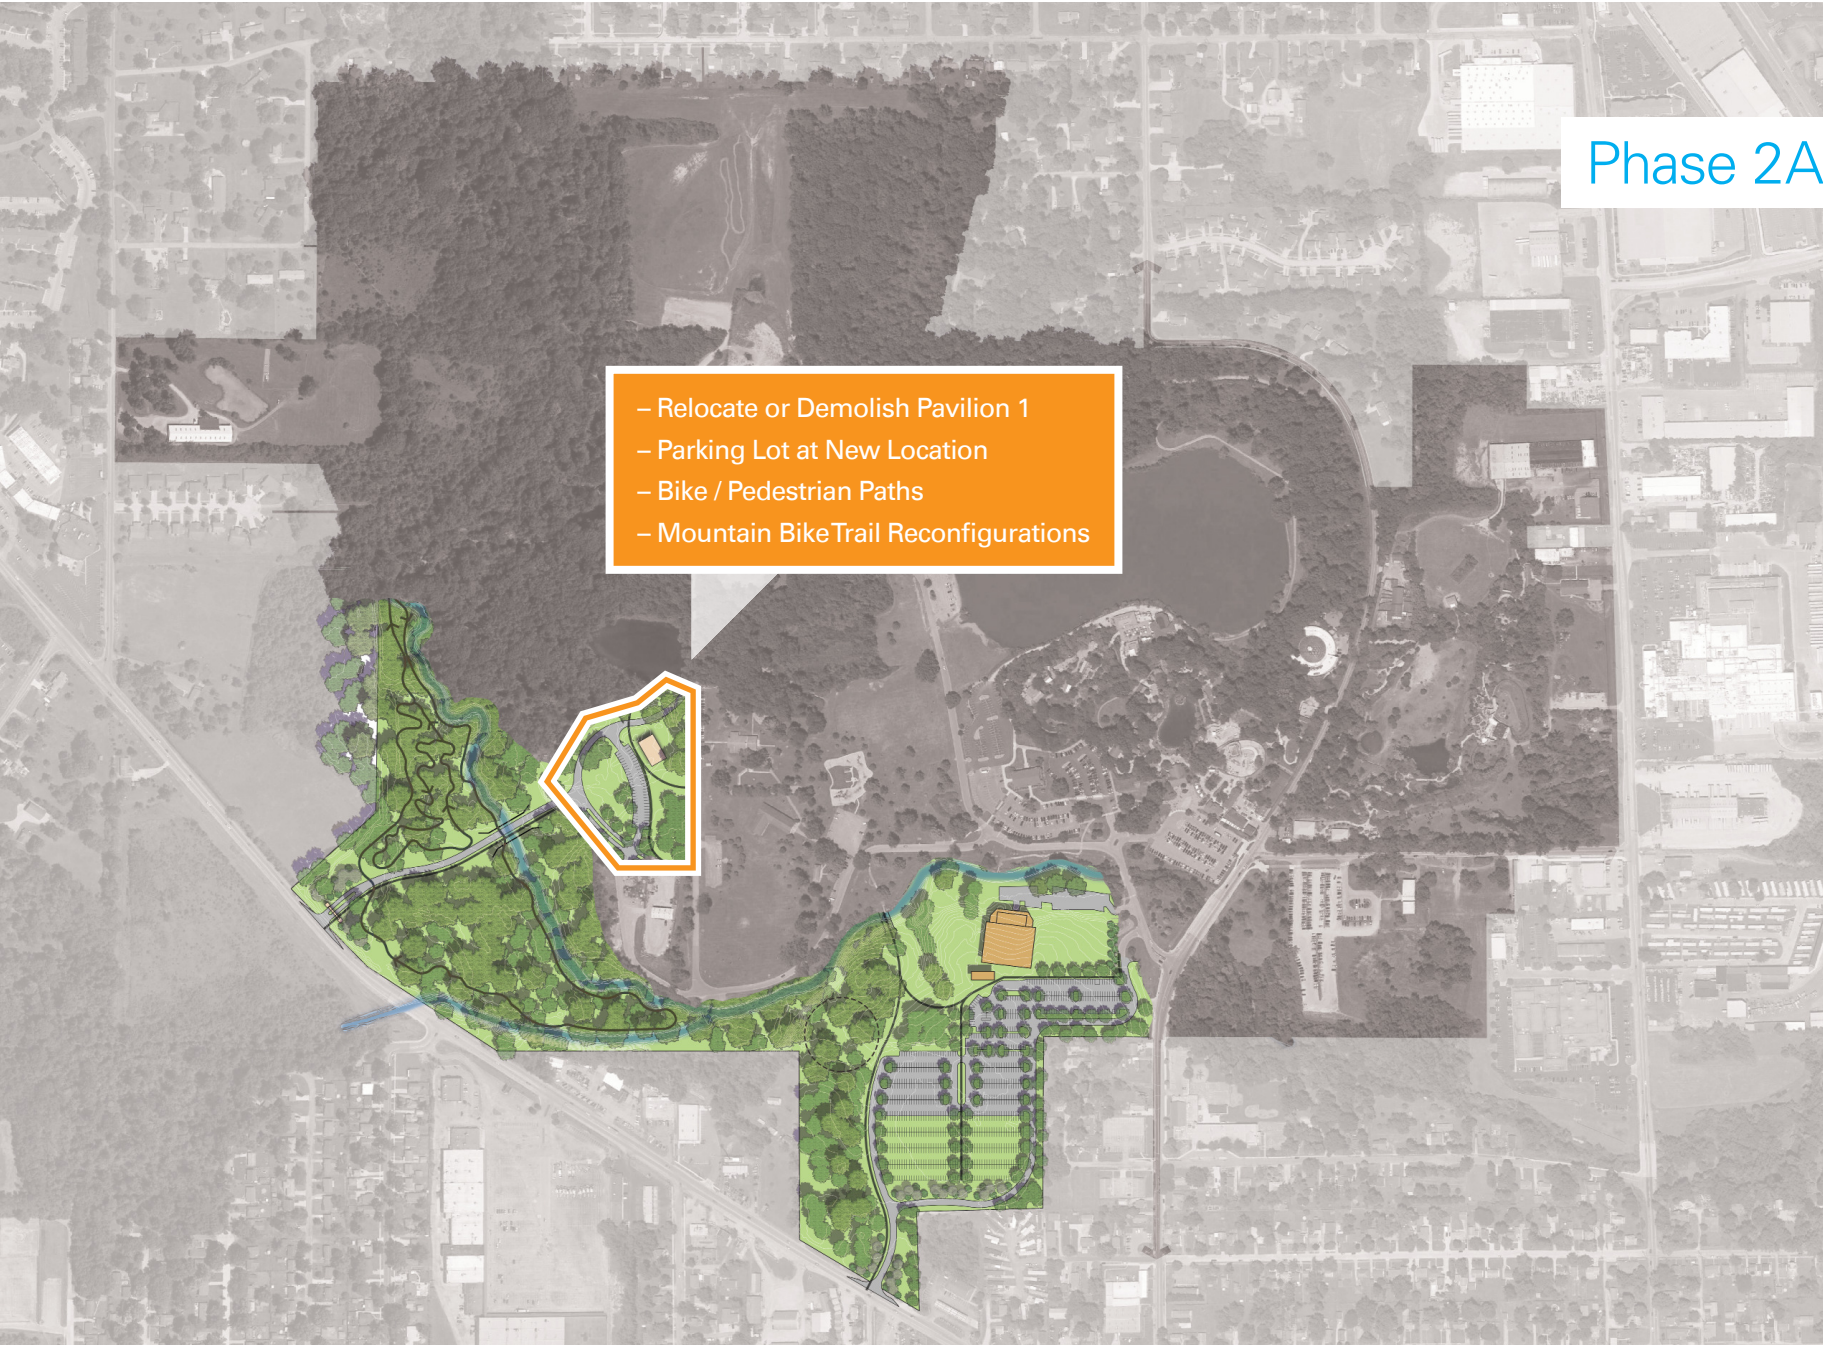 Phase 2A
– Relocate or Demolish Pavilion 1
– Parking Lot at New Location
– Bike / Pedestrian Paths
– Mountain Bike Trail Reconfigurations